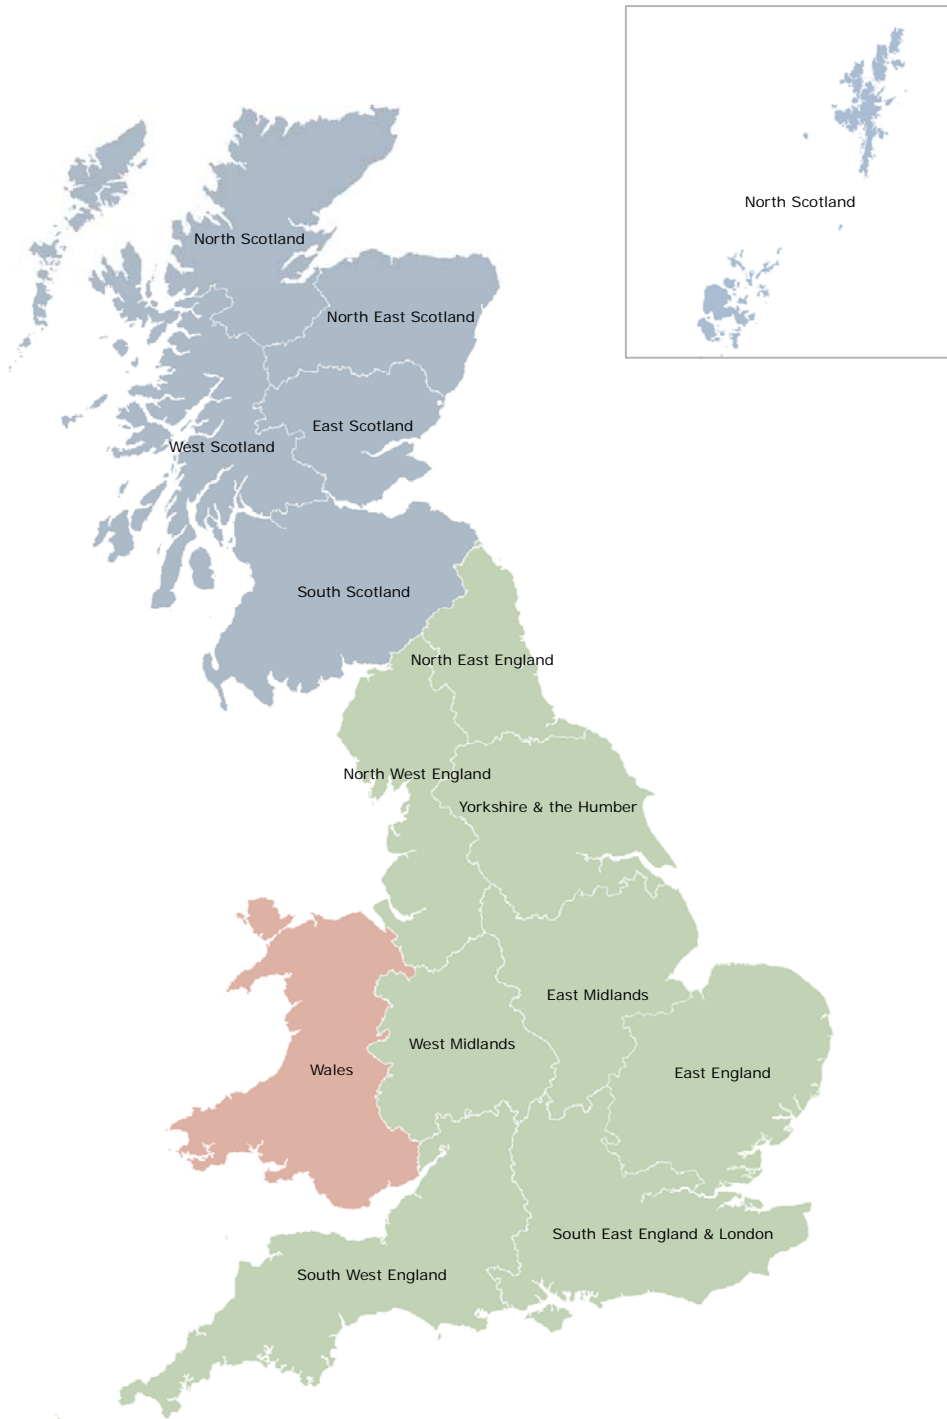 North Scotland
North Scotland
North East Scotland
East Scotland
West Scotland
South Scotland
North East England
North West England
Yorkshire & the Humber
East Midlands
West Midlands
Wales
East England
South East England & London
South West England